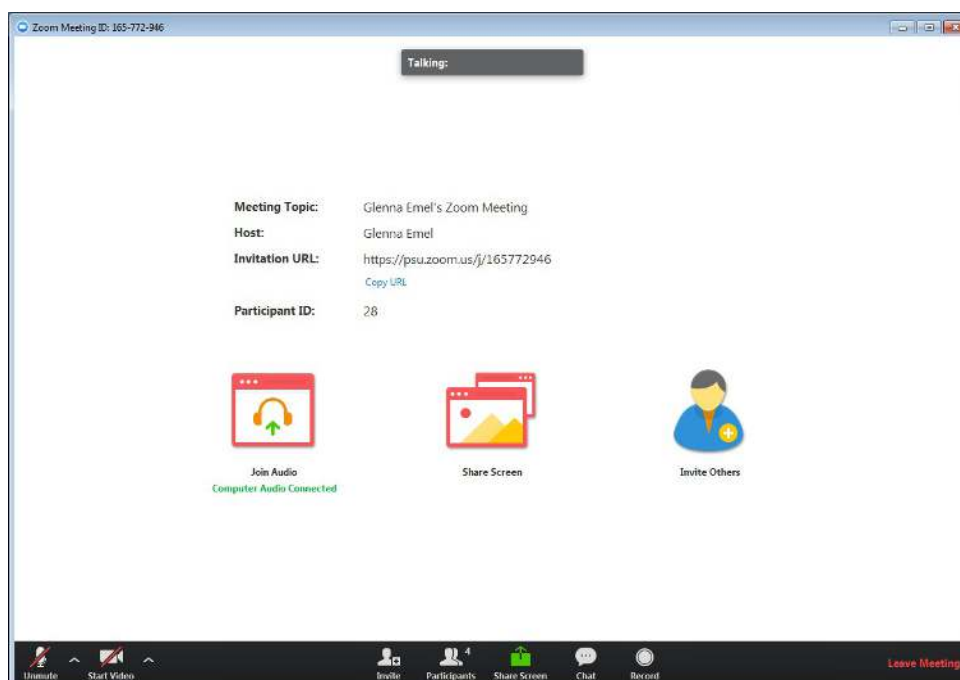 Zoom Meeting ID: 165-772-946
Talking:
Meeting Topic: Glenna Emel's Zoom Meeting
Host: Glenna Emel
Invitation URL: https://psu.zoom.us/j/165772946
Copy URL
Participant ID: 28
Join Audio Share Screen Invite Others
Computer Audio Connected
4
Unmute Start Video Invite Participants Share Screen Chat Record Leave Meeting